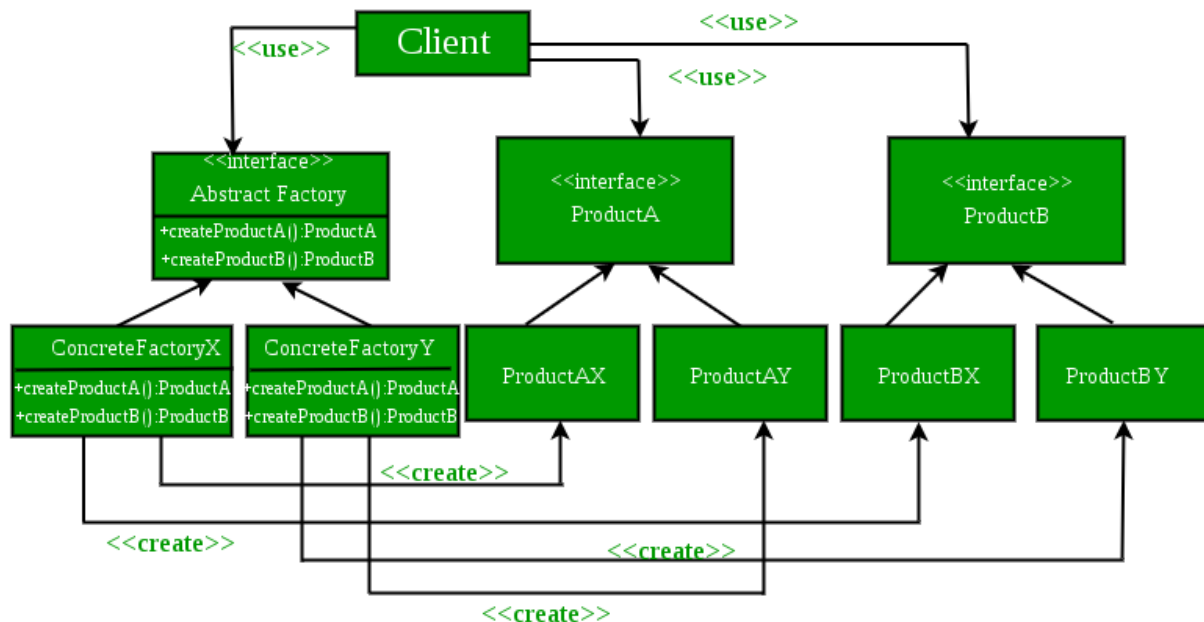 Client
<<use>>
<<use>>
<<use>>
<<interface>>
Abstract Factory
+createProductA():ProductA
+createProductB():ProductB
<<interface>>
ProductA
<<interface>>
ProductB
ConcreteFactoryX
+createProductA():ProductA
+createProductB():ProductB
ConcreteFactoryY
+createProductA():ProductA
+createProductB():ProductB
ProductAX
ProductAY
ProductBX
ProductBY
<<create>>
<<create>>
<<create>>
<<create>>